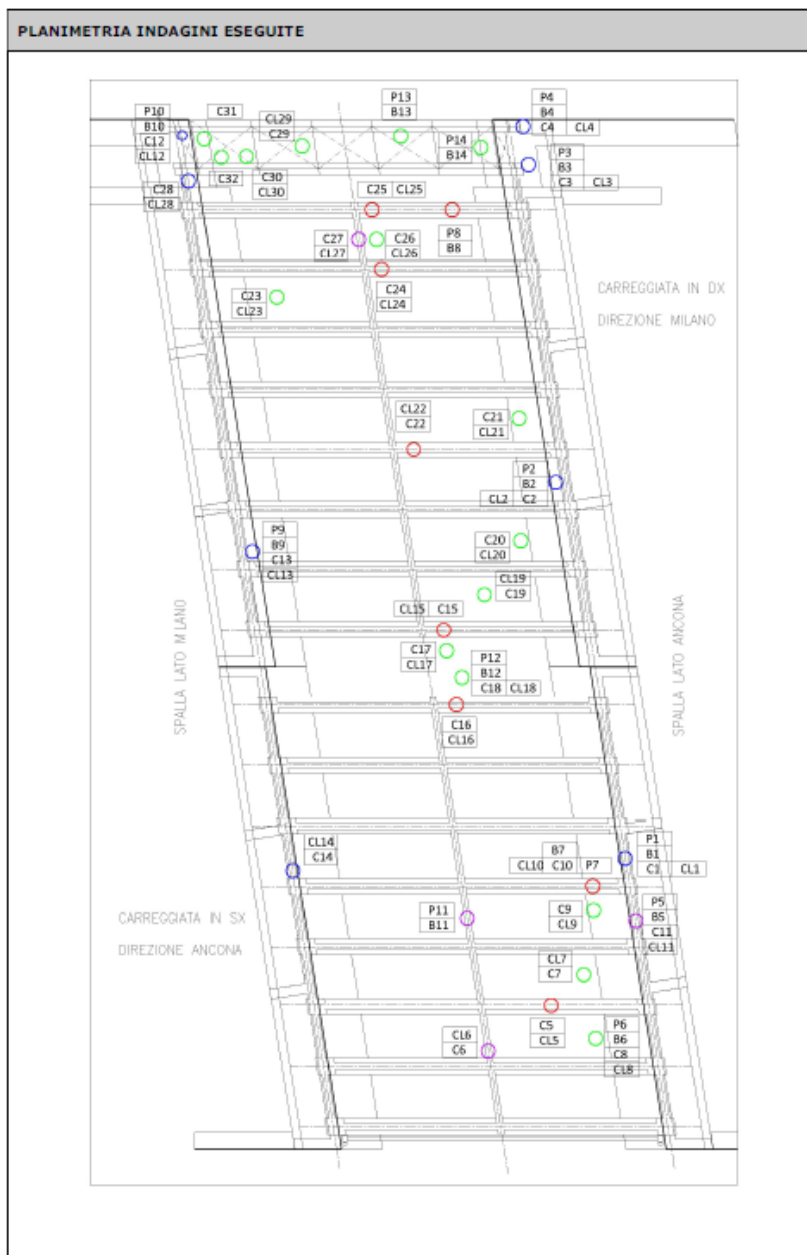 PLANIMETRIA INDAGINI ESEGUITE
P10
B10
C12
CL12
C31
CL29
C29
P13
B13
P14
B14
P4
B4
C4 CL4
P3
B3
C3 CL3
C28
CL28
C32
C30
CL30
C25 CL25
C27
CL27
C26
CL26
P8
B8
C24
CL24
C23
CL23
CARREGGIATA IN DX
DIREZIONE MILANO
CL22
C22
C21
CL21
P2
B2
CL2 C2
P9
B9
C13
CL13
C20
CL20
CL19
C19
CL15 C15
C17
CL17
P12
B12
C18 CL18
C16
CL16
SPALLA LATO MILANO
SPALLA LATO ANCONA
CL14
C14
B7
CL10 C10 P7
P1
B1
C1 CL1
CARREGGIATA IN SX
DIREZIONE ANCONA
P11
B11
C9
CL9
P5
B5
C11
CL11
CL7
C7
C5
CL5
CL6
C6
P6
B6
C8
CL8